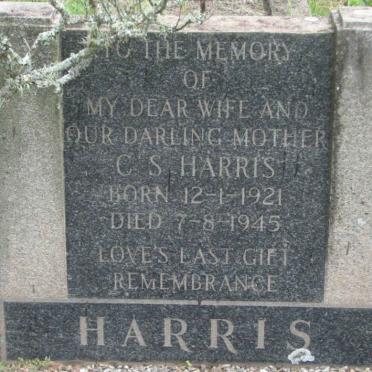 TO THE MEMORY
OF
MY DEAR WIFE AND
OUR DARLING MOTHER
C S HARRIS
BORN 12-1-1921
DIED 7-8-1945
LOVE'S LAST GIFT
REMEMBRANCE
HARRIS